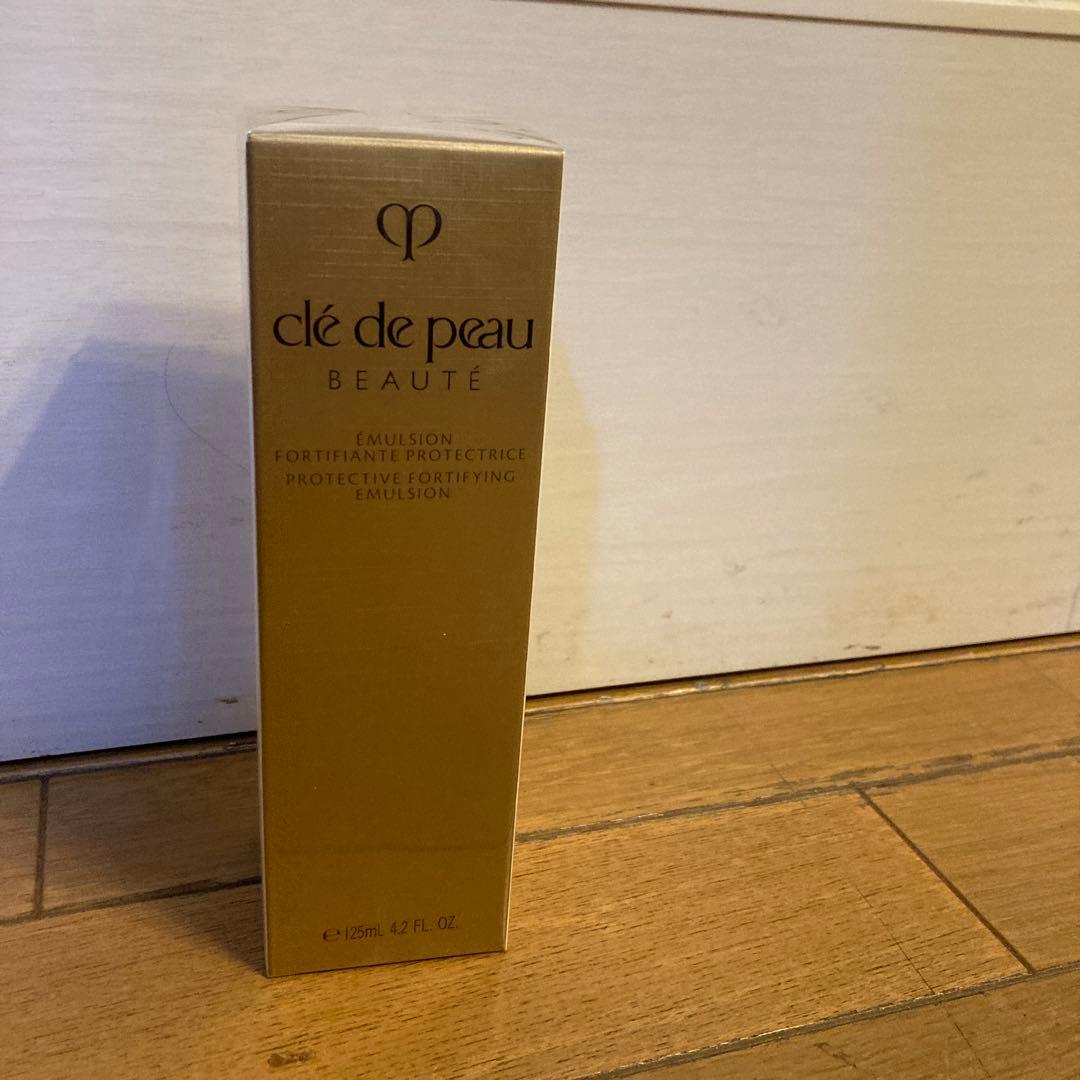 clé de peau
BEAUTÉ
ÉMULSION
FORTIFIANTE PROTECTRICE
PROTECTIVE FORTIFYING
EMULSION
℮125mL 4.2 FL. OZ.